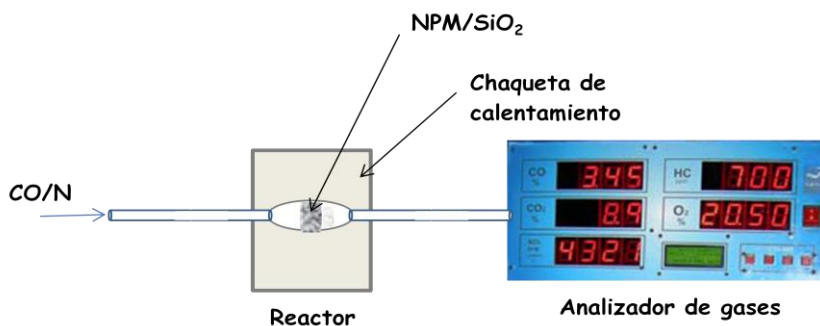 NPM/SiO₂
Chaqueta de
calentamiento
CO/N
CO
%
3.45
HC
700
CO₂
%
8.9
O₂
%
20.50
4321
Reactor
Analizador de gases